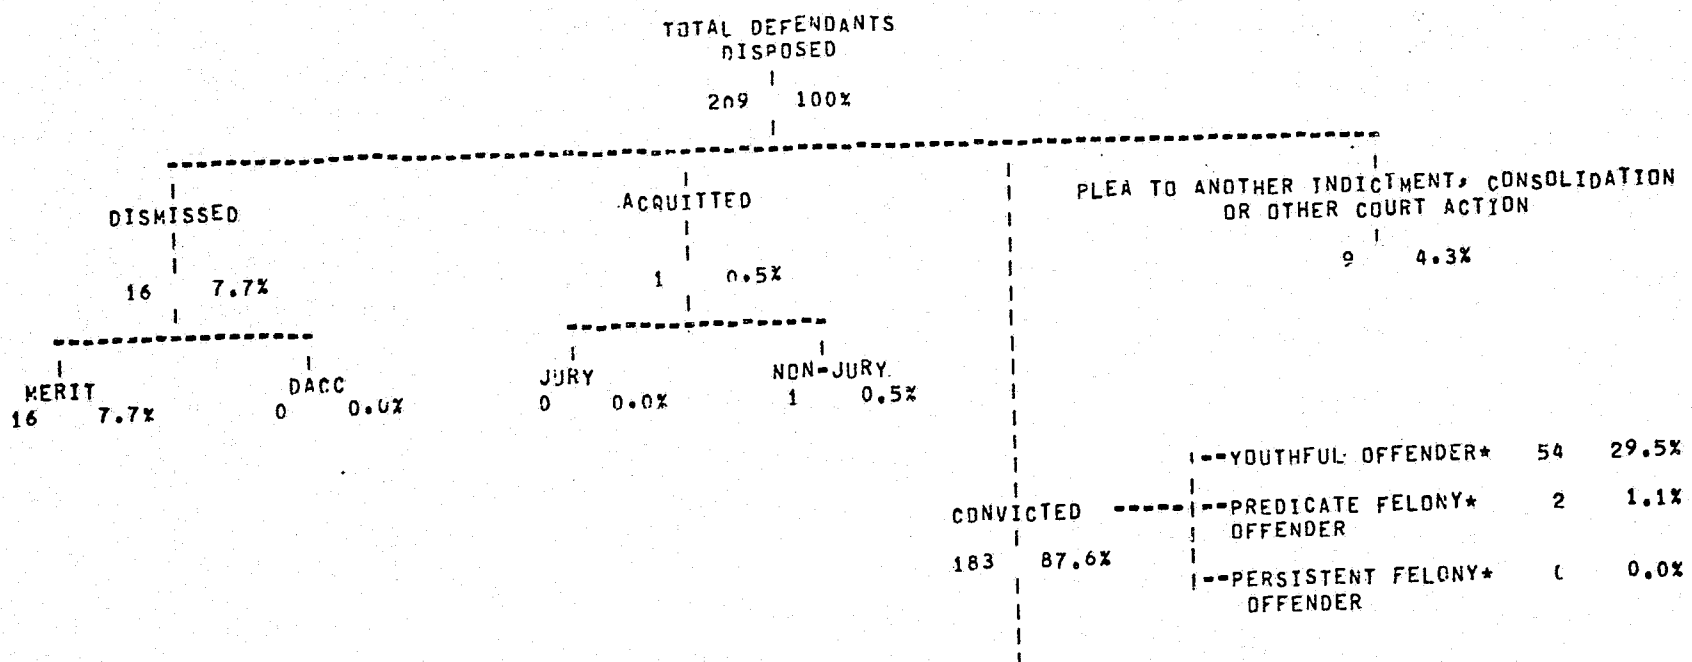 TOTAL DEFENDANTS
DISPOSED
209 100%
DISMISSED
16 7.7%
MERIT
16 7.7%
DACC
0 0.0%
ACQUITTED
1 0.5%
JURY
0 0.0%
NON-JURY
1 0.5%
PLEA TO ANOTHER INDICTMENT, CONSOLIDATION
OR OTHER COURT ACTION
9 4.3%
CONVICTED
183 87.6%
YOUTHFUL OFFENDER* 54 29.5%
PREDICATE FELONY* 2 1.1%
OFFENDER
PERSISTENT FELONY* 0.0%
OFFENDER